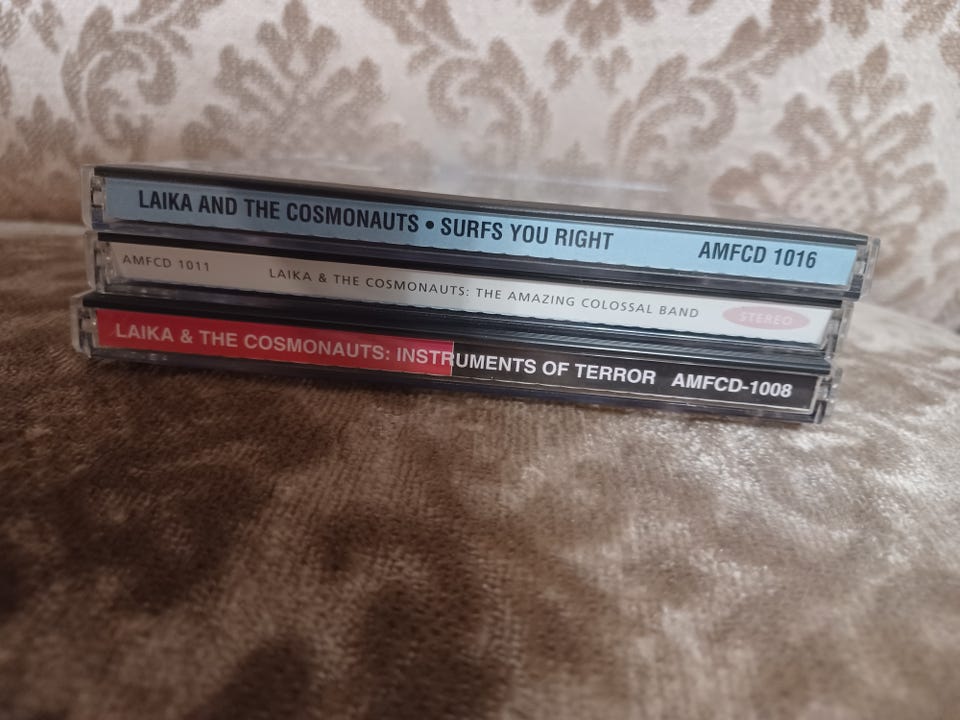 LAIKA AND THE COSMONAUTS • SURFS YOU RIGHT AMFCD 1016
AMFCD 1011 LAIKA & THE COSMONAUTS: THE AMAZING COLOSSAL BAND STEREO
LAIKA & THE COSMONAUTS: INSTRUMENTS OF TERROR AMFCD-1008